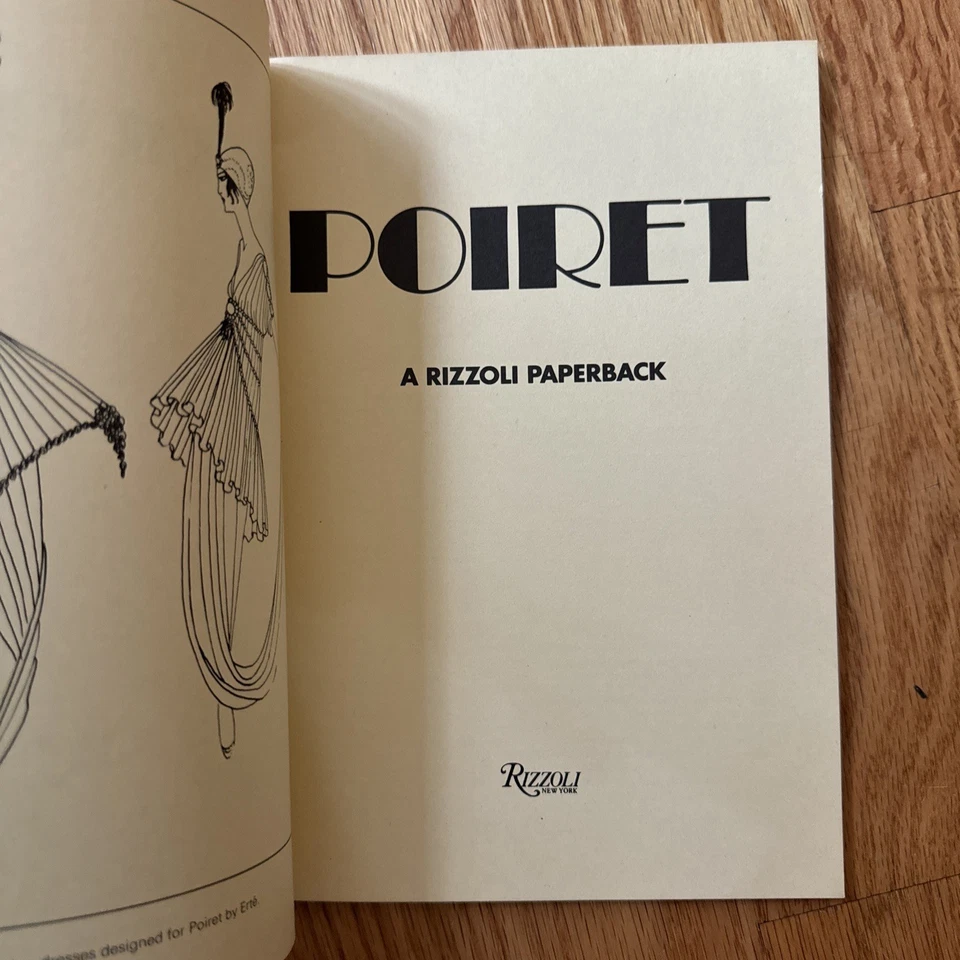 dresses designed for Poiret by Erté.
POIRET
A RIZZOLI PAPERBACK
RIZZOLI
NEW YORK